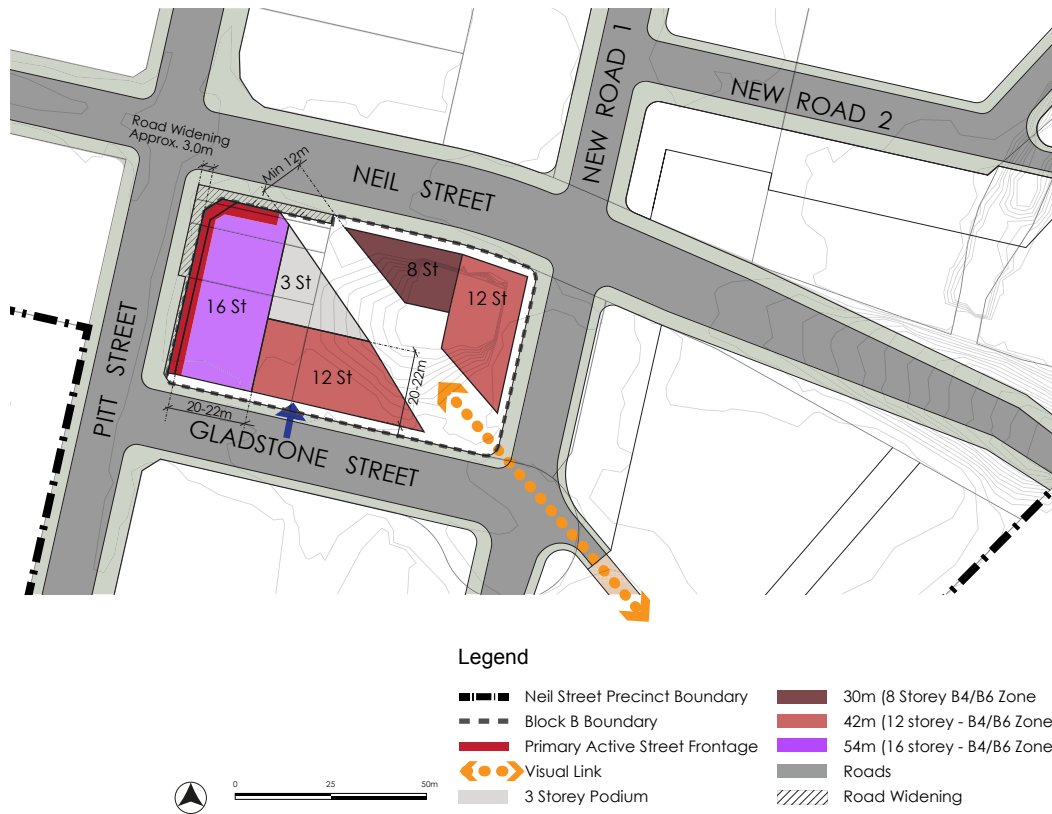 NEW ROAD 1
NEW ROAD 2
Road Widening
Approx. 3.0m
Min 12m
NEIL STREET
8 St
3 St
12 St
16 St
12 St
20-22m
20-22m
PITT STREET
GLADSTONE STREET
Legend
Neil Street Precinct Boundary
Block B Boundary
Primary Active Street Frontage
Visual Link
3 Storey Podium
30m (8 Storey B4/B6 Zone
42m (12 storey - B4/B6 Zone
54m (16 storey - B4/B6 Zone
Roads
Road Widening
0 25 50m